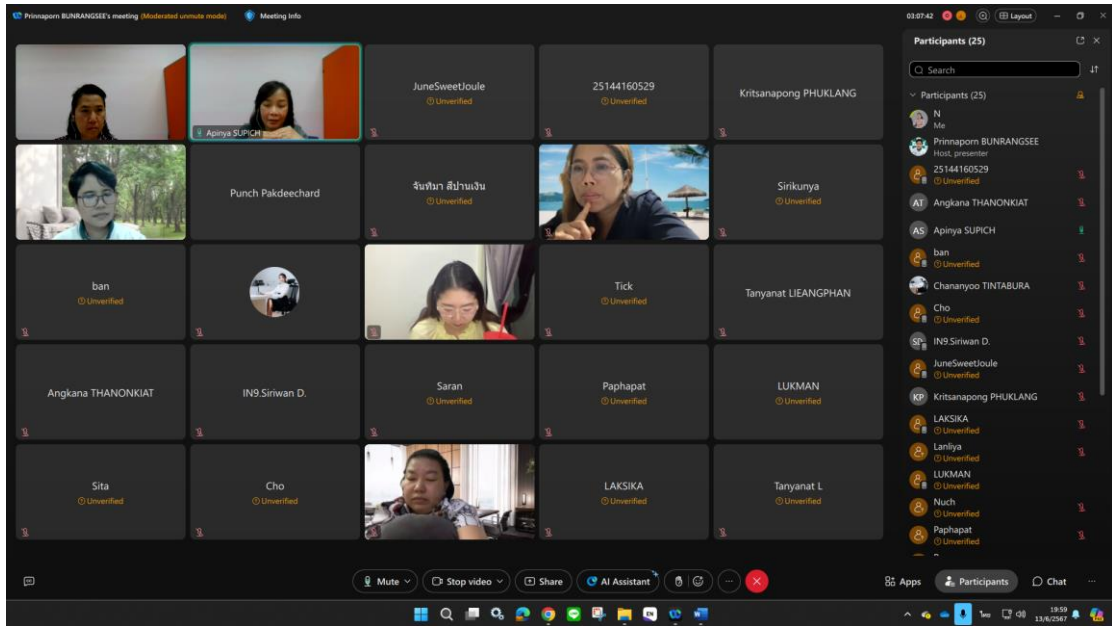 Prinnaporn BUNRANGSEE's meeting (Moderated unmute mode) Meeting Info
03:07:42 Layout
Participants (25)
Search
Participants (25)
N
Me
Prinnaporn BUNRANGSEE
Host, presenter
25144160529
Unverified
AT Angkana THANONKIAT
AS Apinya SUPICH
ban
Unverified
Chananyoo TINTABURA
Cho
Unverified
IN9.Siriwan D.
JuneSweetJoule
Unverified
KP Kritsanapong PHUKLANG
LAKSIKA
Unverified
Lanliya
Unverified
LUKMAN
Unverified
Nuch
Unverified
Paphapat
Unverified
Apinya SUPICH
JuneSweetJoule
Unverified
25144160529
Unverified
Kritsanapong PHUKLANG
Punch Pakdeechard
จันทิมา สีปานเงิน
Unverified
Sirikunya
Unverified
ban
Unverified
Tick
Unverified
Tanyanat LIEANGPHAN
Angkana THANONKIAT
IN9.Siriwan D.
Saran
Unverified
Paphapat
Unverified
LUKMAN
Unverified
Sita
Unverified
Cho
Unverified
LAKSIKA
Unverified
Tanyanat L
Unverified
Mute Stop video Share AI Assistant
Apps Participants Chat
19:59
13/6/2567